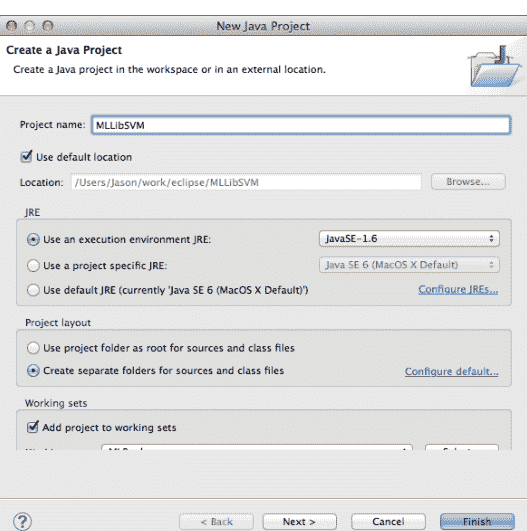 New Java Project
Create a Java Project
Create a Java project in the workspace or in an external location.
Project name: MLLibSVM
Use default location
Location: /Users/Jason/work/eclipse/MLLibSVM Browse...
JRE
Use an execution environment JRE: JavaSE-1.6
Use a project specific JRE: Java SE 6 (MacOS X Default)
Use default JRE (currently 'Java SE 6 (MacOS X Default)') Configure JREs...
Project layout
Use project folder as root for sources and class files
Create separate folders for sources and class files Configure default...
Working sets
Add project to working sets
? < Back Next > Cancel Finish